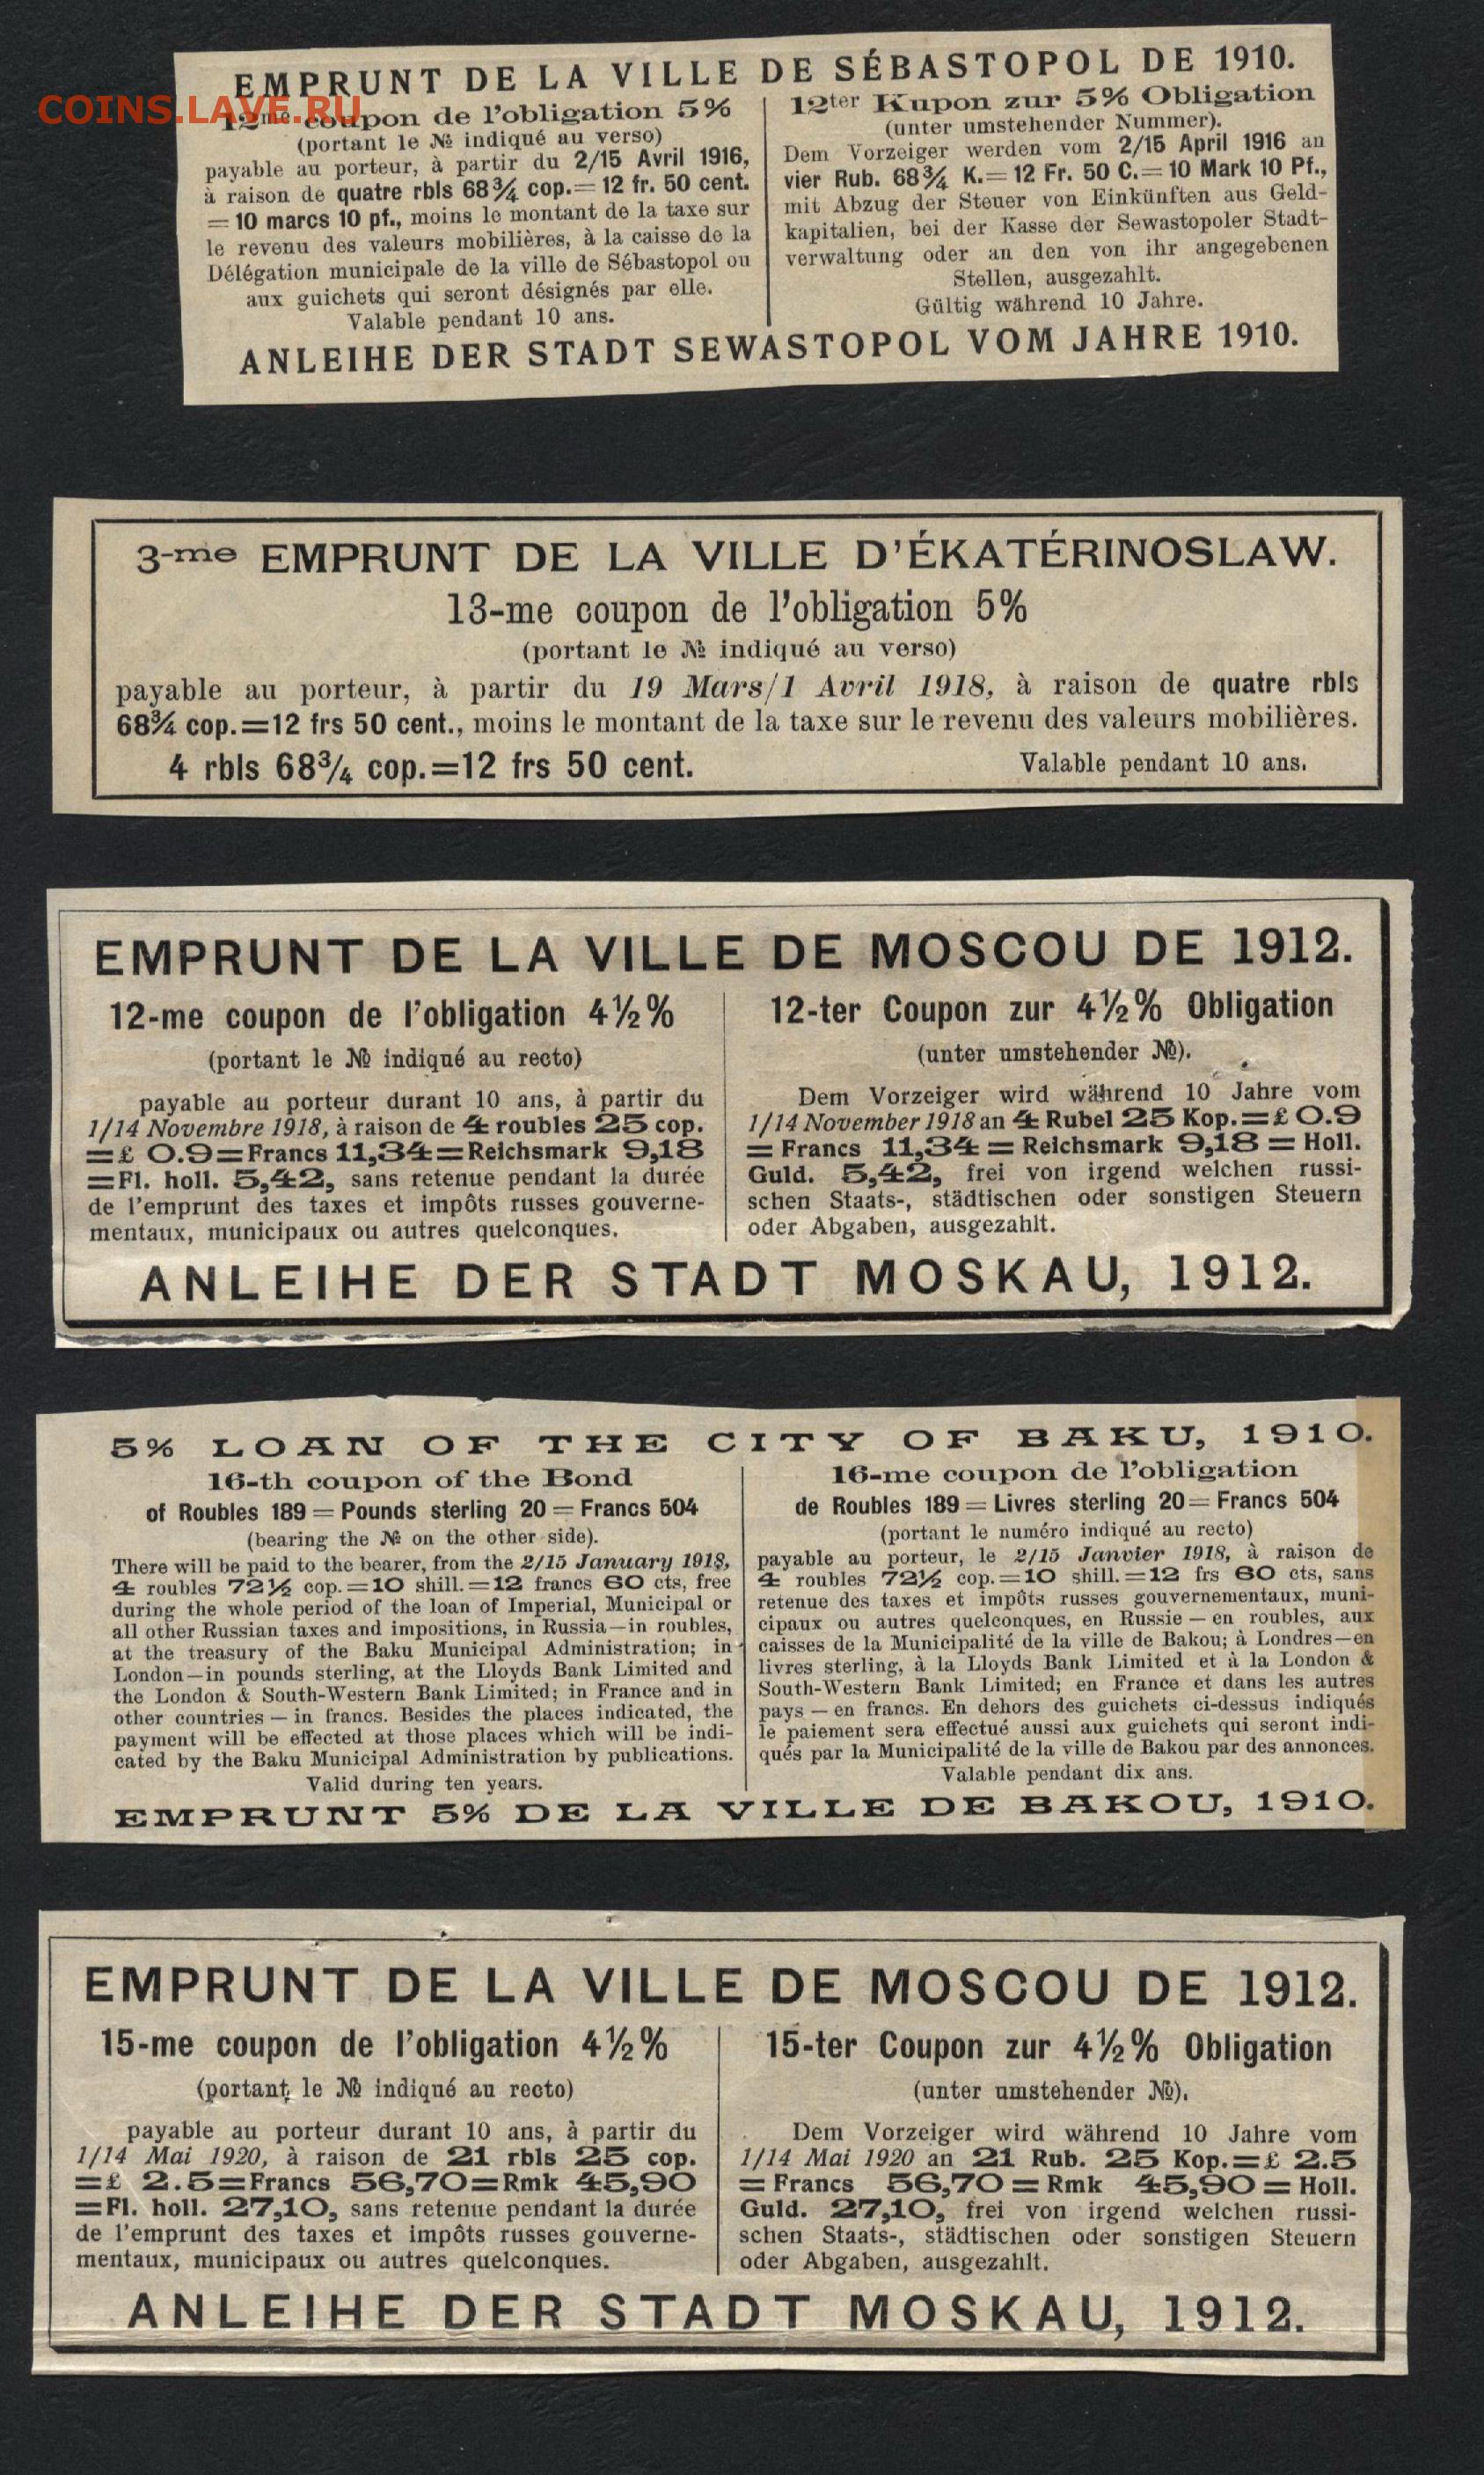 EMPRUNT DE LA VILLE DE SÉBASTOPOL DE 1910.
COINS.LAVE.RU
12me coupon de l'obligation 5%
(portant le № indiqué au verso)
payable au porteur, à partir du 2/15 Avril 1916,
à raison de quatre rbls 68¾ cop.=12 fr. 50 cent.
=10 marcs 10 pf., moins le montant de la taxe sur
le revenu des valeurs mobilières, à la caisse de la
Délégation municipale de la ville de Sébastopol ou
aux guichets qui seront désignés par elle.
Valable pendant 10 ans.
12ter Kupon zur 5% Obligation
(unter umstehender Nummer).
Dem Vorzeiger werden vom 2/15 April 1916 an
vier Rub. 68¾ K.=12 Fr. 50 C.=10 Mark 10 Pf.,
mit Abzug der Steuer von Einkünften aus Geld-
kapitalien, bei der Kasse der Sewastopoler Stadt-
verwaltung oder an den von ihr angegebenen
Stellen, ausgezahlt.
Gültig während 10 Jahre.
ANLEIHE DER STADT SEWASTOPOL VOM JAHRE 1910.
3-me EMPRUNT DE LA VILLE D'ÉKATÉRINOSLAW.
13-me coupon de l'obligation 5%
(portant le № indiqué au verso)
payable au porteur, à partir du 19 Mars/1 Avril 1918, à raison de quatre rbls
68¾ cop.=12 frs 50 cent., moins le montant de la taxe sur le revenu des valeurs mobilières.
4 rbls 68¾ cop.=12 frs 50 cent.
Valable pendant 10 ans.
EMPRUNT DE LA VILLE DE MOSCOU DE 1912.
12-me coupon de l'obligation 4½%
(portant le № indiqué au recto)
payable au porteur durant 10 ans, à partir du
1/14 Novembre 1918, à raison de 4 roubles 25 cop.
=£ 0.9=Francs 11,34=Reichsmark 9,18
=Fl. holl. 5,42, sans retenue pendant la durée
de l'emprunt des taxes et impôts russes gouverne-
mentaux, municipaux ou autres quelconques.
12-ter Coupon zur 4½% Obligation
(unter umstehender №).
Dem Vorzeiger wird während 10 Jahre vom
1/14 November 1918 an 4 Rubel 25 Kop.=£ 0.9
=Francs 11,34=Reichsmark 9,18=Holl.
Guld. 5,42, frei von irgend welchen russi-
schen Staats-, städtischen oder sonstigen Steuern
oder Abgaben, ausgezahlt.
ANLEIHE DER STADT MOSKAU, 1912.
5% LOAN OF THE CITY OF BAKU, 1910.
16-th coupon of the Bond
of Roubles 189=Pounds sterling 20=Francs 504
(bearing the № on the other side).
There will be paid to the bearer, from the 2/15 January 1918,
4 roubles 72½ cop.=10 shill.=12 francs 60 cts, free
during the whole period of the loan of Imperial, Municipal or
all other Russian taxes and impositions, in Russia—in roubles,
at the treasury of the Baku Municipal Administration; in
London—in pounds sterling, at the Lloyds Bank Limited and
the London & South-Western Bank Limited; in France and in
other countries — in francs. Besides the places indicated, the
payment will be effected at those places which will be indi-
cated by the Baku Municipal Administration by publications.
Valid during ten years.
16-me coupon de l'obligation
de Roubles 189=Livres sterling 20=Francs 504
(portant le numéro indiqué au recto)
payable au porteur, le 2/15 Janvier 1918, à raison de
4 roubles 72½ cop.=10 shill.=12 frs 60 cts, sans
retenue des taxes et impôts russes gouvernementaux, muni-
cipaux ou autres quelconques, en Russie — en roubles, aux
caisses de la Municipalité de la ville de Bakou; à Londres—en
livres sterling, à la Lloyds Bank Limited et à la London &
South-Western Bank Limited; en France et dans les autres
pays — en francs. En dehors des guichets ci-dessus indiqués
le paiement sera effectué aussi aux guichets qui seront indi-
qués par la Municipalité de la ville de Bakou par des annonces.
Valable pendant dix ans.
EMPRUNT 5% DE LA VILLE DE BAKOU, 1910.
EMPRUNT DE LA VILLE DE MOSCOU DE 1912.
15-me coupon de l'obligation 4½%
(portant le № indiqué au recto)
payable au porteur durant 10 ans, à partir du
1/14 Mai 1920, à raison de 21 rbls 25 cop.
=£ 2.5=Francs 56,70=Rmk 45,90
=Fl. holl. 27,10, sans retenue pendant la durée
de l'emprunt des taxes et impôts russes gouverne-
mentaux, municipaux ou autres quelconques.
15-ter Coupon zur 4½% Obligation
(unter umstehender №).
Dem Vorzeiger wird während 10 Jahre vom
1/14 Mai 1920 an 21 Rub. 25 Kop.=£ 2.5
=Francs 56,70=Rmk 45,90=Holl.
Guld. 27,10, frei von irgend welchen russi-
schen Staats-, städtischen oder sonstigen Steuern
oder Abgaben, ausgezahlt.
ANLEIHE DER STADT MOSKAU, 1912.